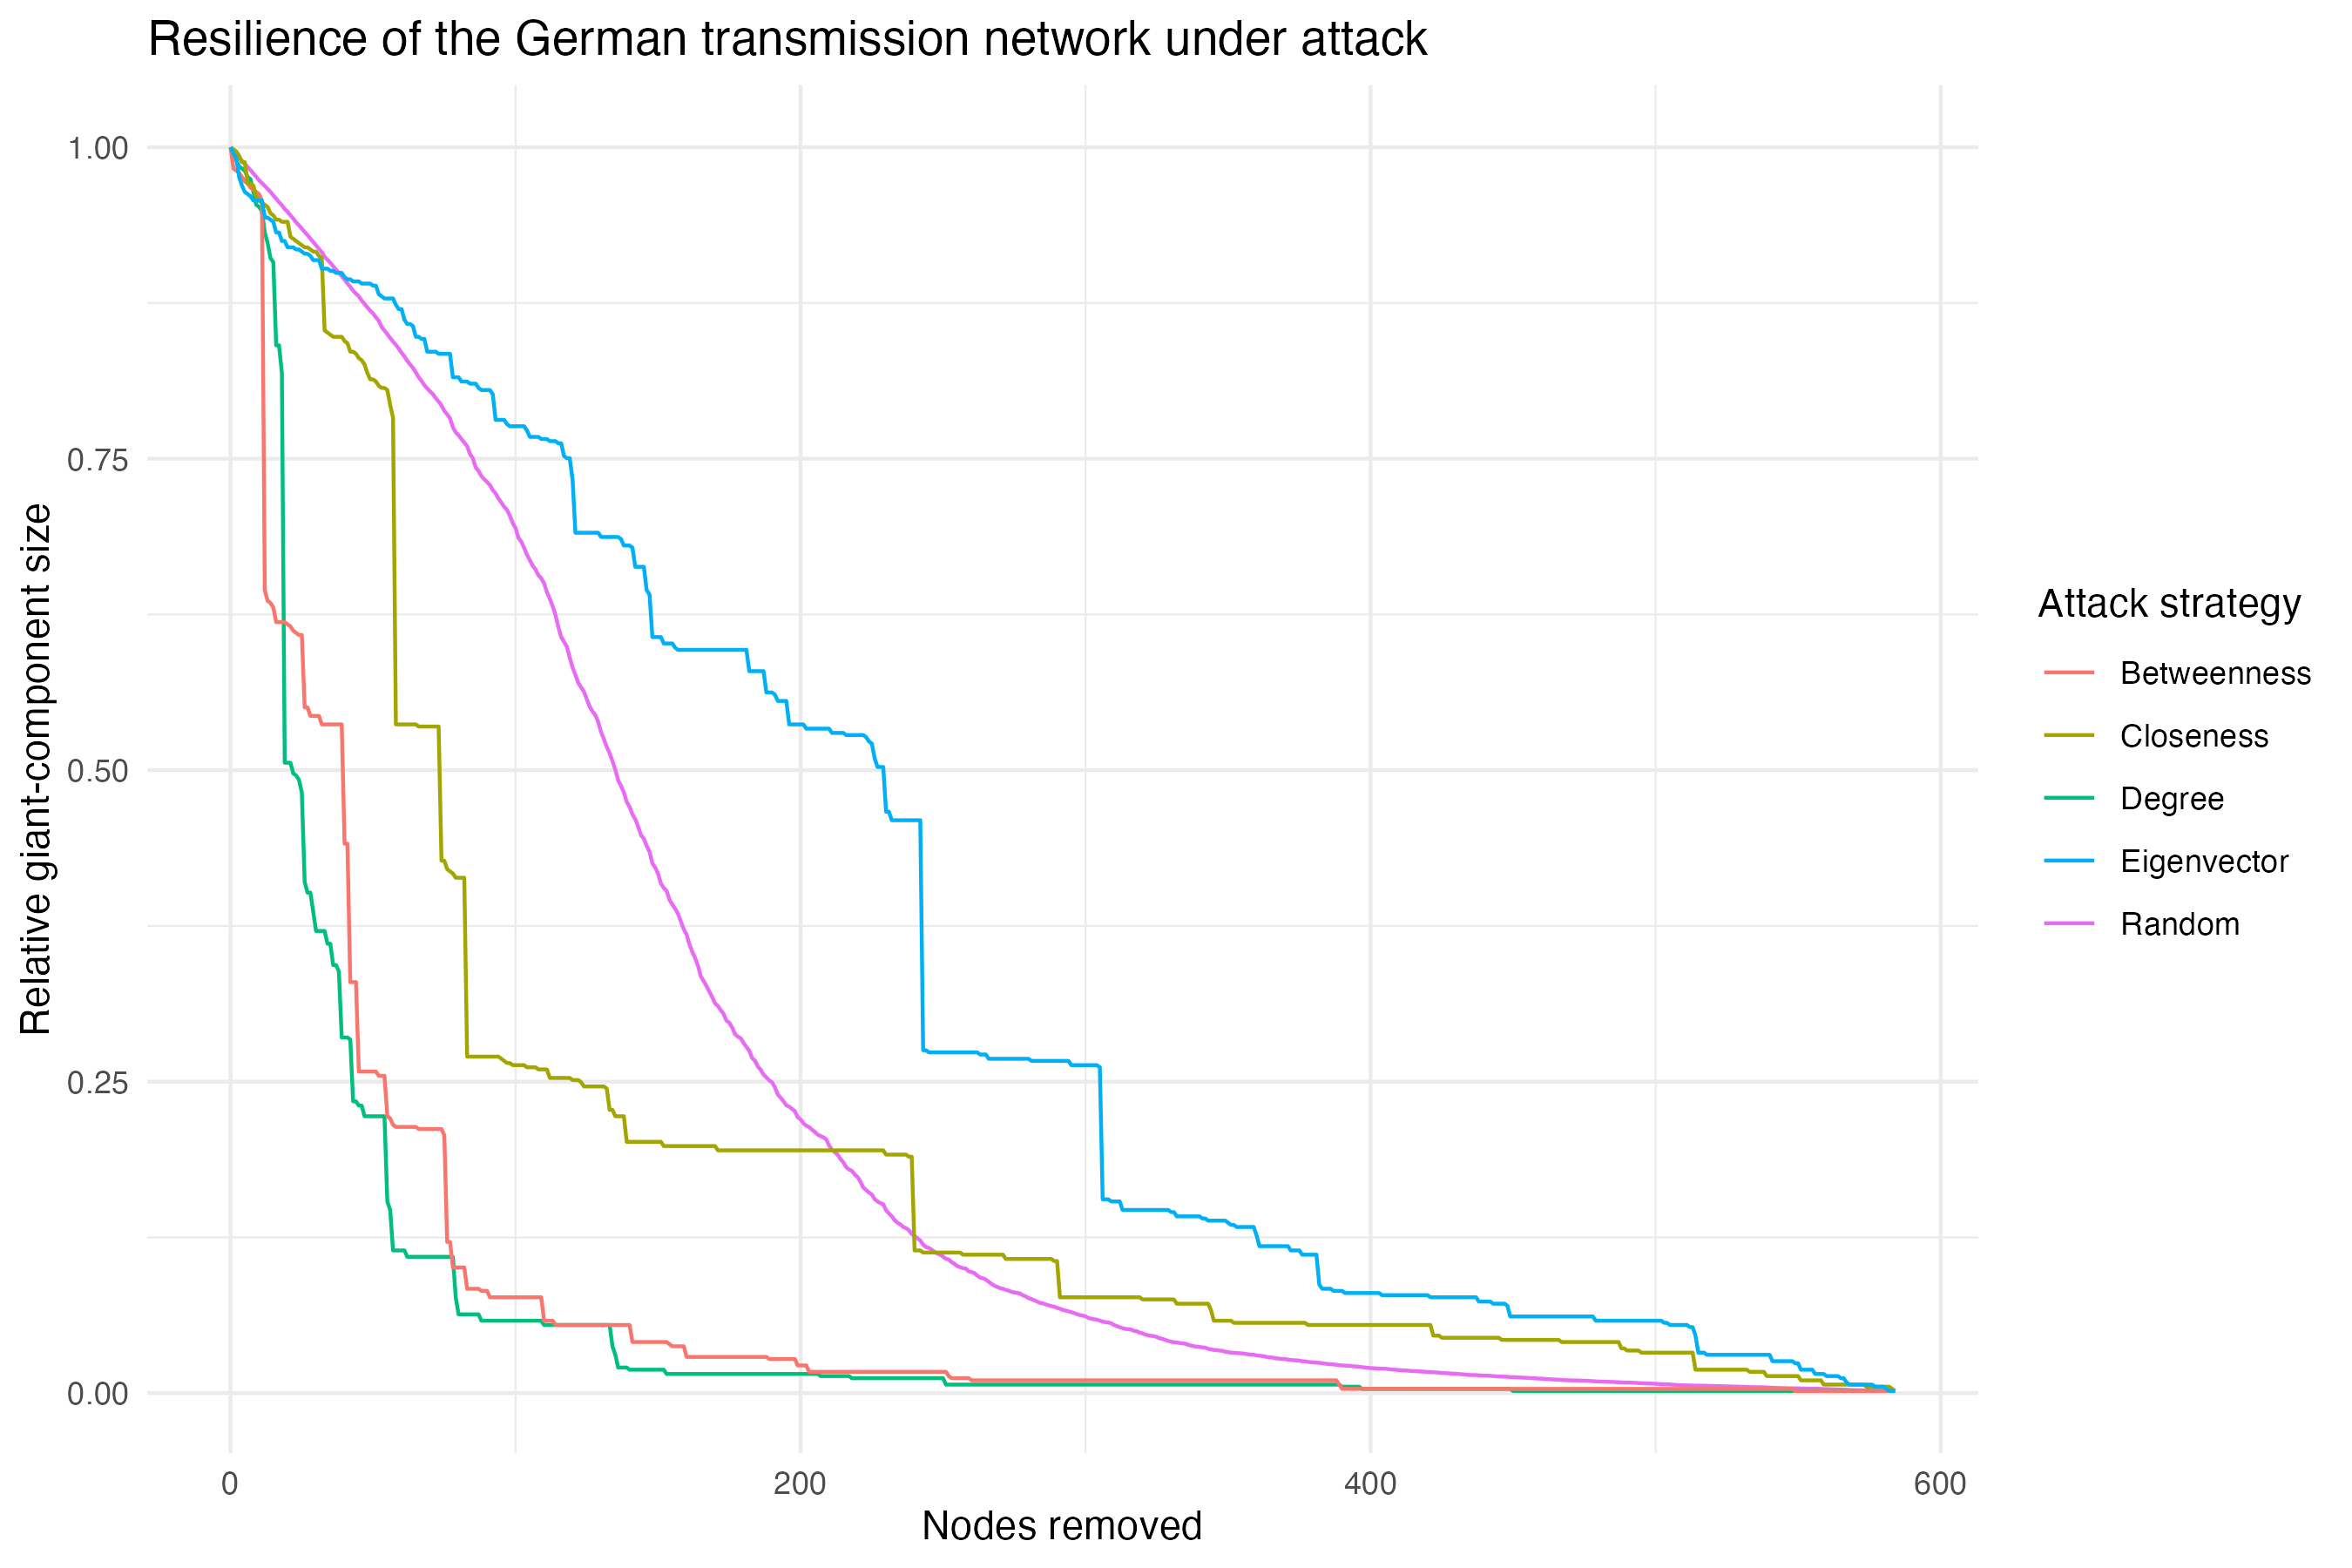 Resilience of the German transmission network under attack
Relative giant-component size
1.00
0.75
0.50
0.25
0.00
0
200
400
600
Nodes removed
Attack strategy
Betweenness
Closeness
Degree
Eigenvector
Random